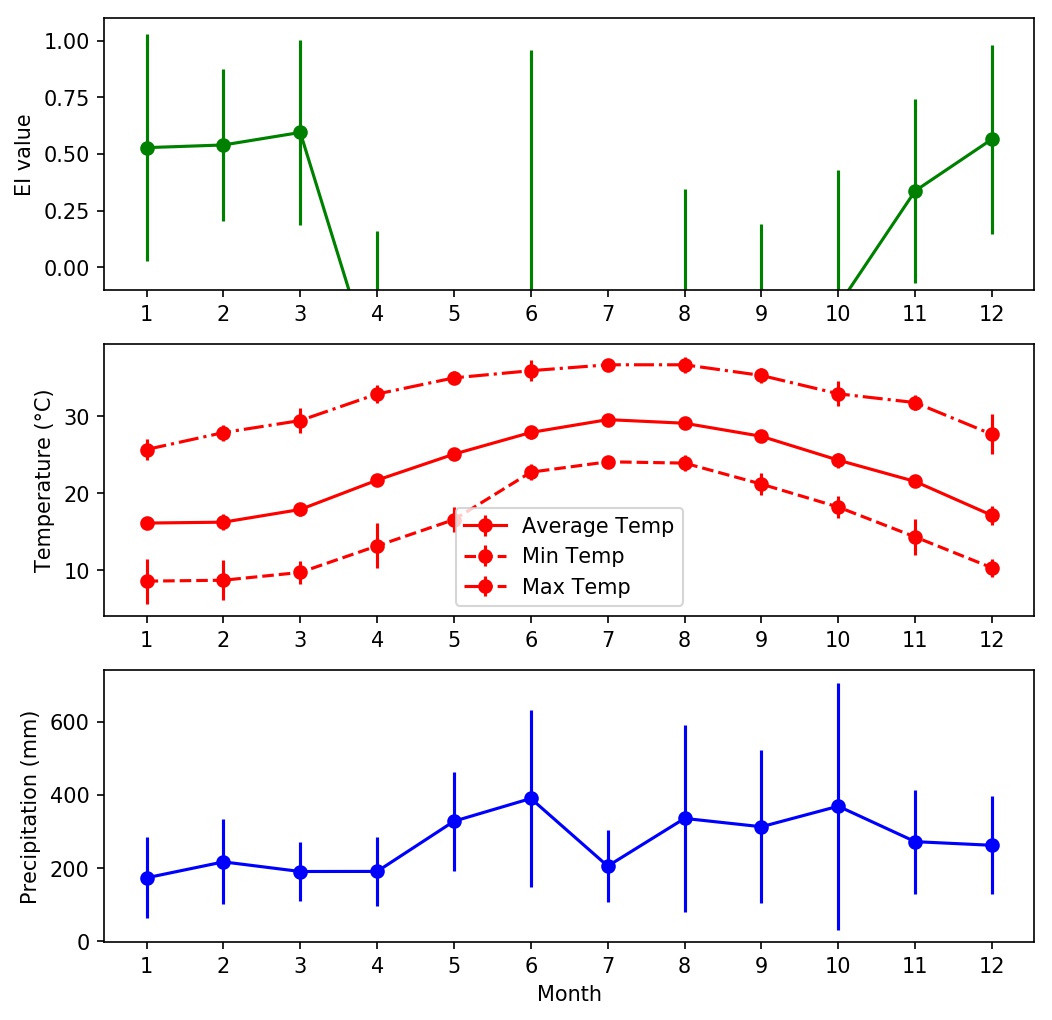 EI value
1.00
0.75
0.50
0.25
0.00
1 2 3 4 5 6 7 8 9 10 11 12
Temperature (°C)
30
20
10
Average Temp
Min Temp
Max Temp
1 2 3 4 5 6 7 8 9 10 11 12
Precipitation (mm)
600
400
200
0
1 2 3 4 5 6 7 8 9 10 11 12
Month